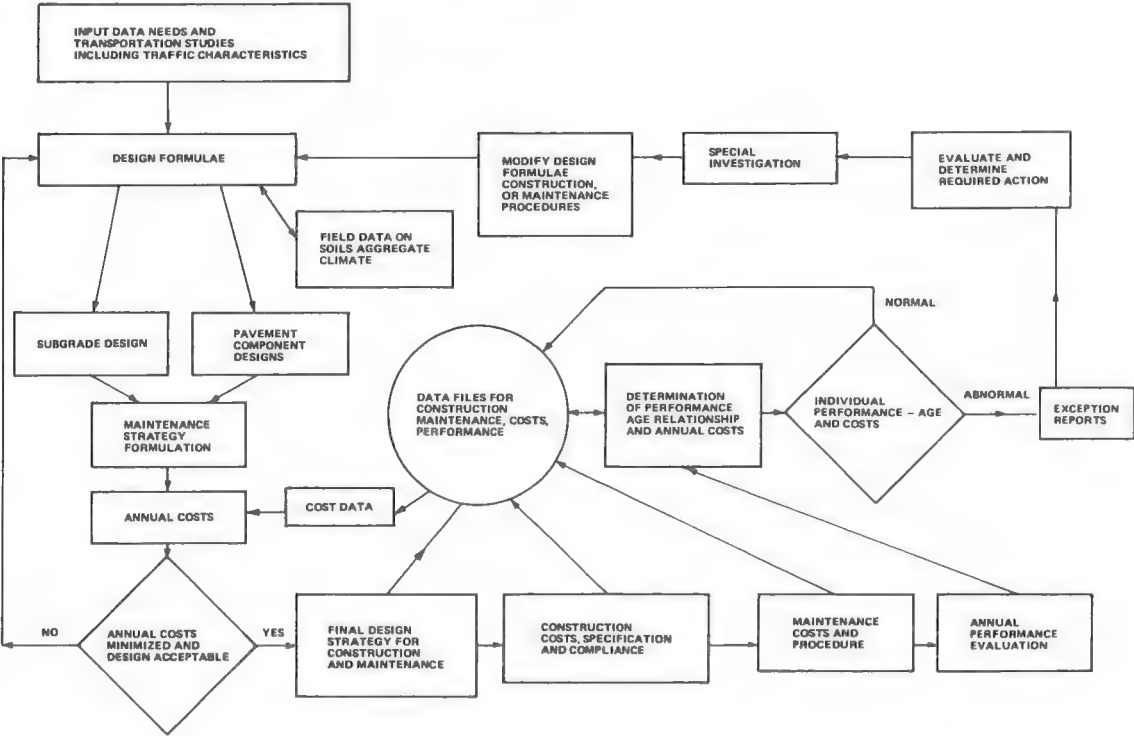 INPUT DATA NEEDS AND
TRANSPORTATION STUDIES
INCLUDING TRAFFIC CHARACTERISTICS
DESIGN FORMULAE
MODIFY DESIGN
FORMULAE
CONSTRUCTION,
OR MAINTENANCE
PROCEDURES
SPECIAL
INVESTIGATION
EVALUATE AND
DETERMINE
REQUIRED ACTION
FIELD DATA ON
SOILS AGGREGATE
CLIMATE
SUBGRADE DESIGN
PAVEMENT
COMPONENT
DESIGNS
NORMAL
DATA FILES FOR
CONSTRUCTION
MAINTENANCE, COSTS,
PERFORMANCE
DETERMINATION
OF PERFORMANCE
AGE RELATIONSHIP
AND ANNUAL COSTS
INDIVIDUAL
PERFORMANCE – AGE
AND COSTS
ABNORMAL
EXCEPTION
REPORTS
MAINTENANCE
STRATEGY
FORMULATION
ANNUAL COSTS
COST DATA
NO
ANNUAL COSTS
MINIMIZED AND
DESIGN ACCEPTABLE
YES
FINAL DESIGN
STRATEGY FOR
CONSTRUCTION
AND MAINTENANCE
CONSTRUCTION
COSTS, SPECIFICATION
AND COMPLIANCE
MAINTENANCE
COSTS AND
PROCEDURE
ANNUAL
PERFORMANCE
EVALUATION